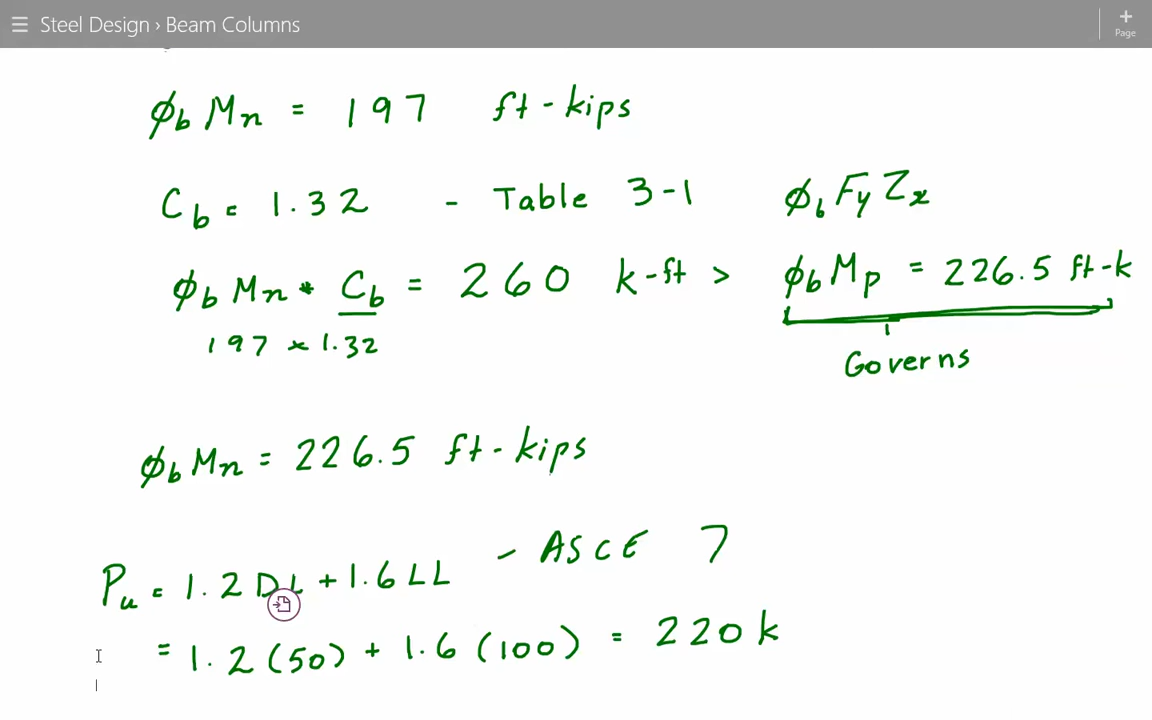 Steel Design › Beam Columns
Page
ϕb Mn = 197 ft-kips
Cb = 1.32 - Table 3-1
ϕb Fy Zx
ϕb Mn * Cb = 260 k-ft > ϕb Mp = 226.5 ft-k
197 × 1.32
Governs
ϕb Mn = 226.5 ft-kips
Pu = 1.2 DL + 1.6 LL - ASCE 7
= 1.2 (50) + 1.6 (100) = 220 k